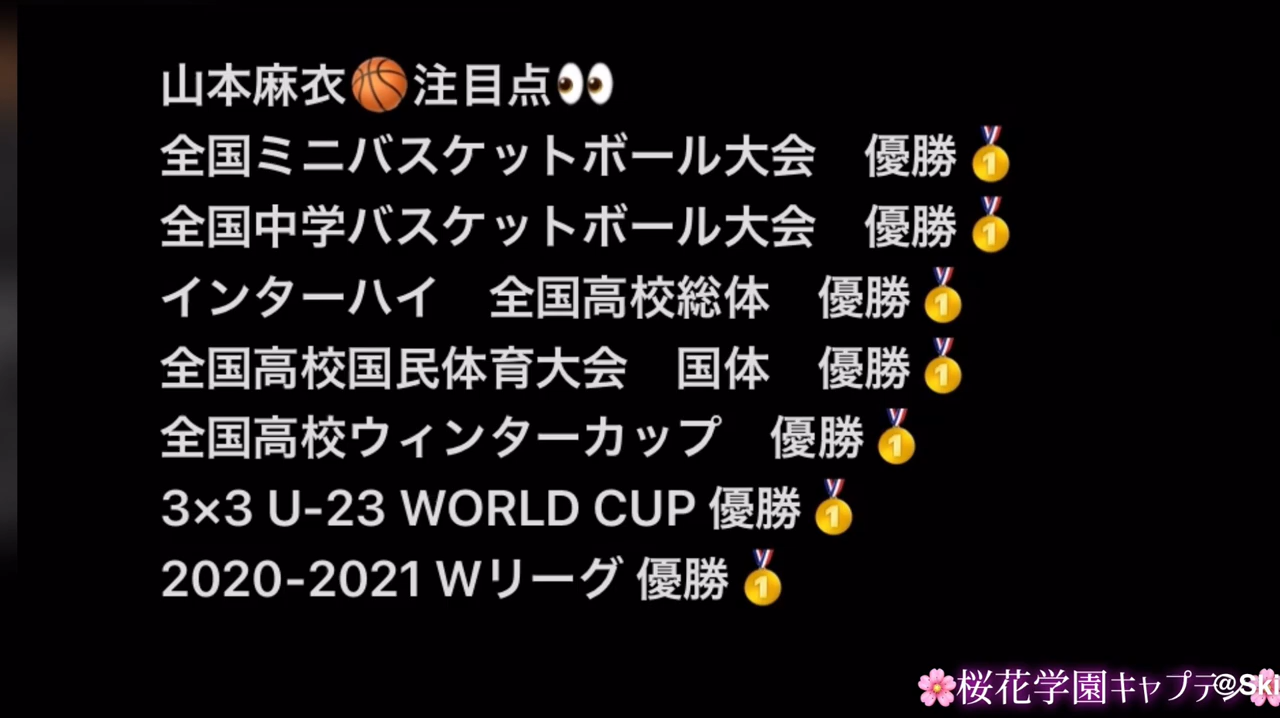 山本麻衣🏀注目点👀
全国ミニバスケットボール大会　優勝🥇
全国中学バスケットボール大会　優勝🥇
インターハイ　全国高校総体　優勝🥇
全国高校国民体育大会　国体　優勝🥇
全国高校ウィンターカップ　優勝🥇
3×3 U-23 WORLD CUP 優勝🥇
2020-2021 Wリーグ 優勝🥇
🌸桜花学園キャプテン🌸
@Ski